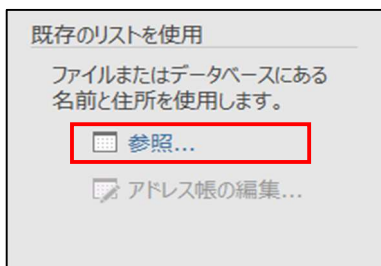 既存のリストを使用
ファイルまたはデータベースにある
名前と住所を使用します。
参照...
アドレス帳の編集...